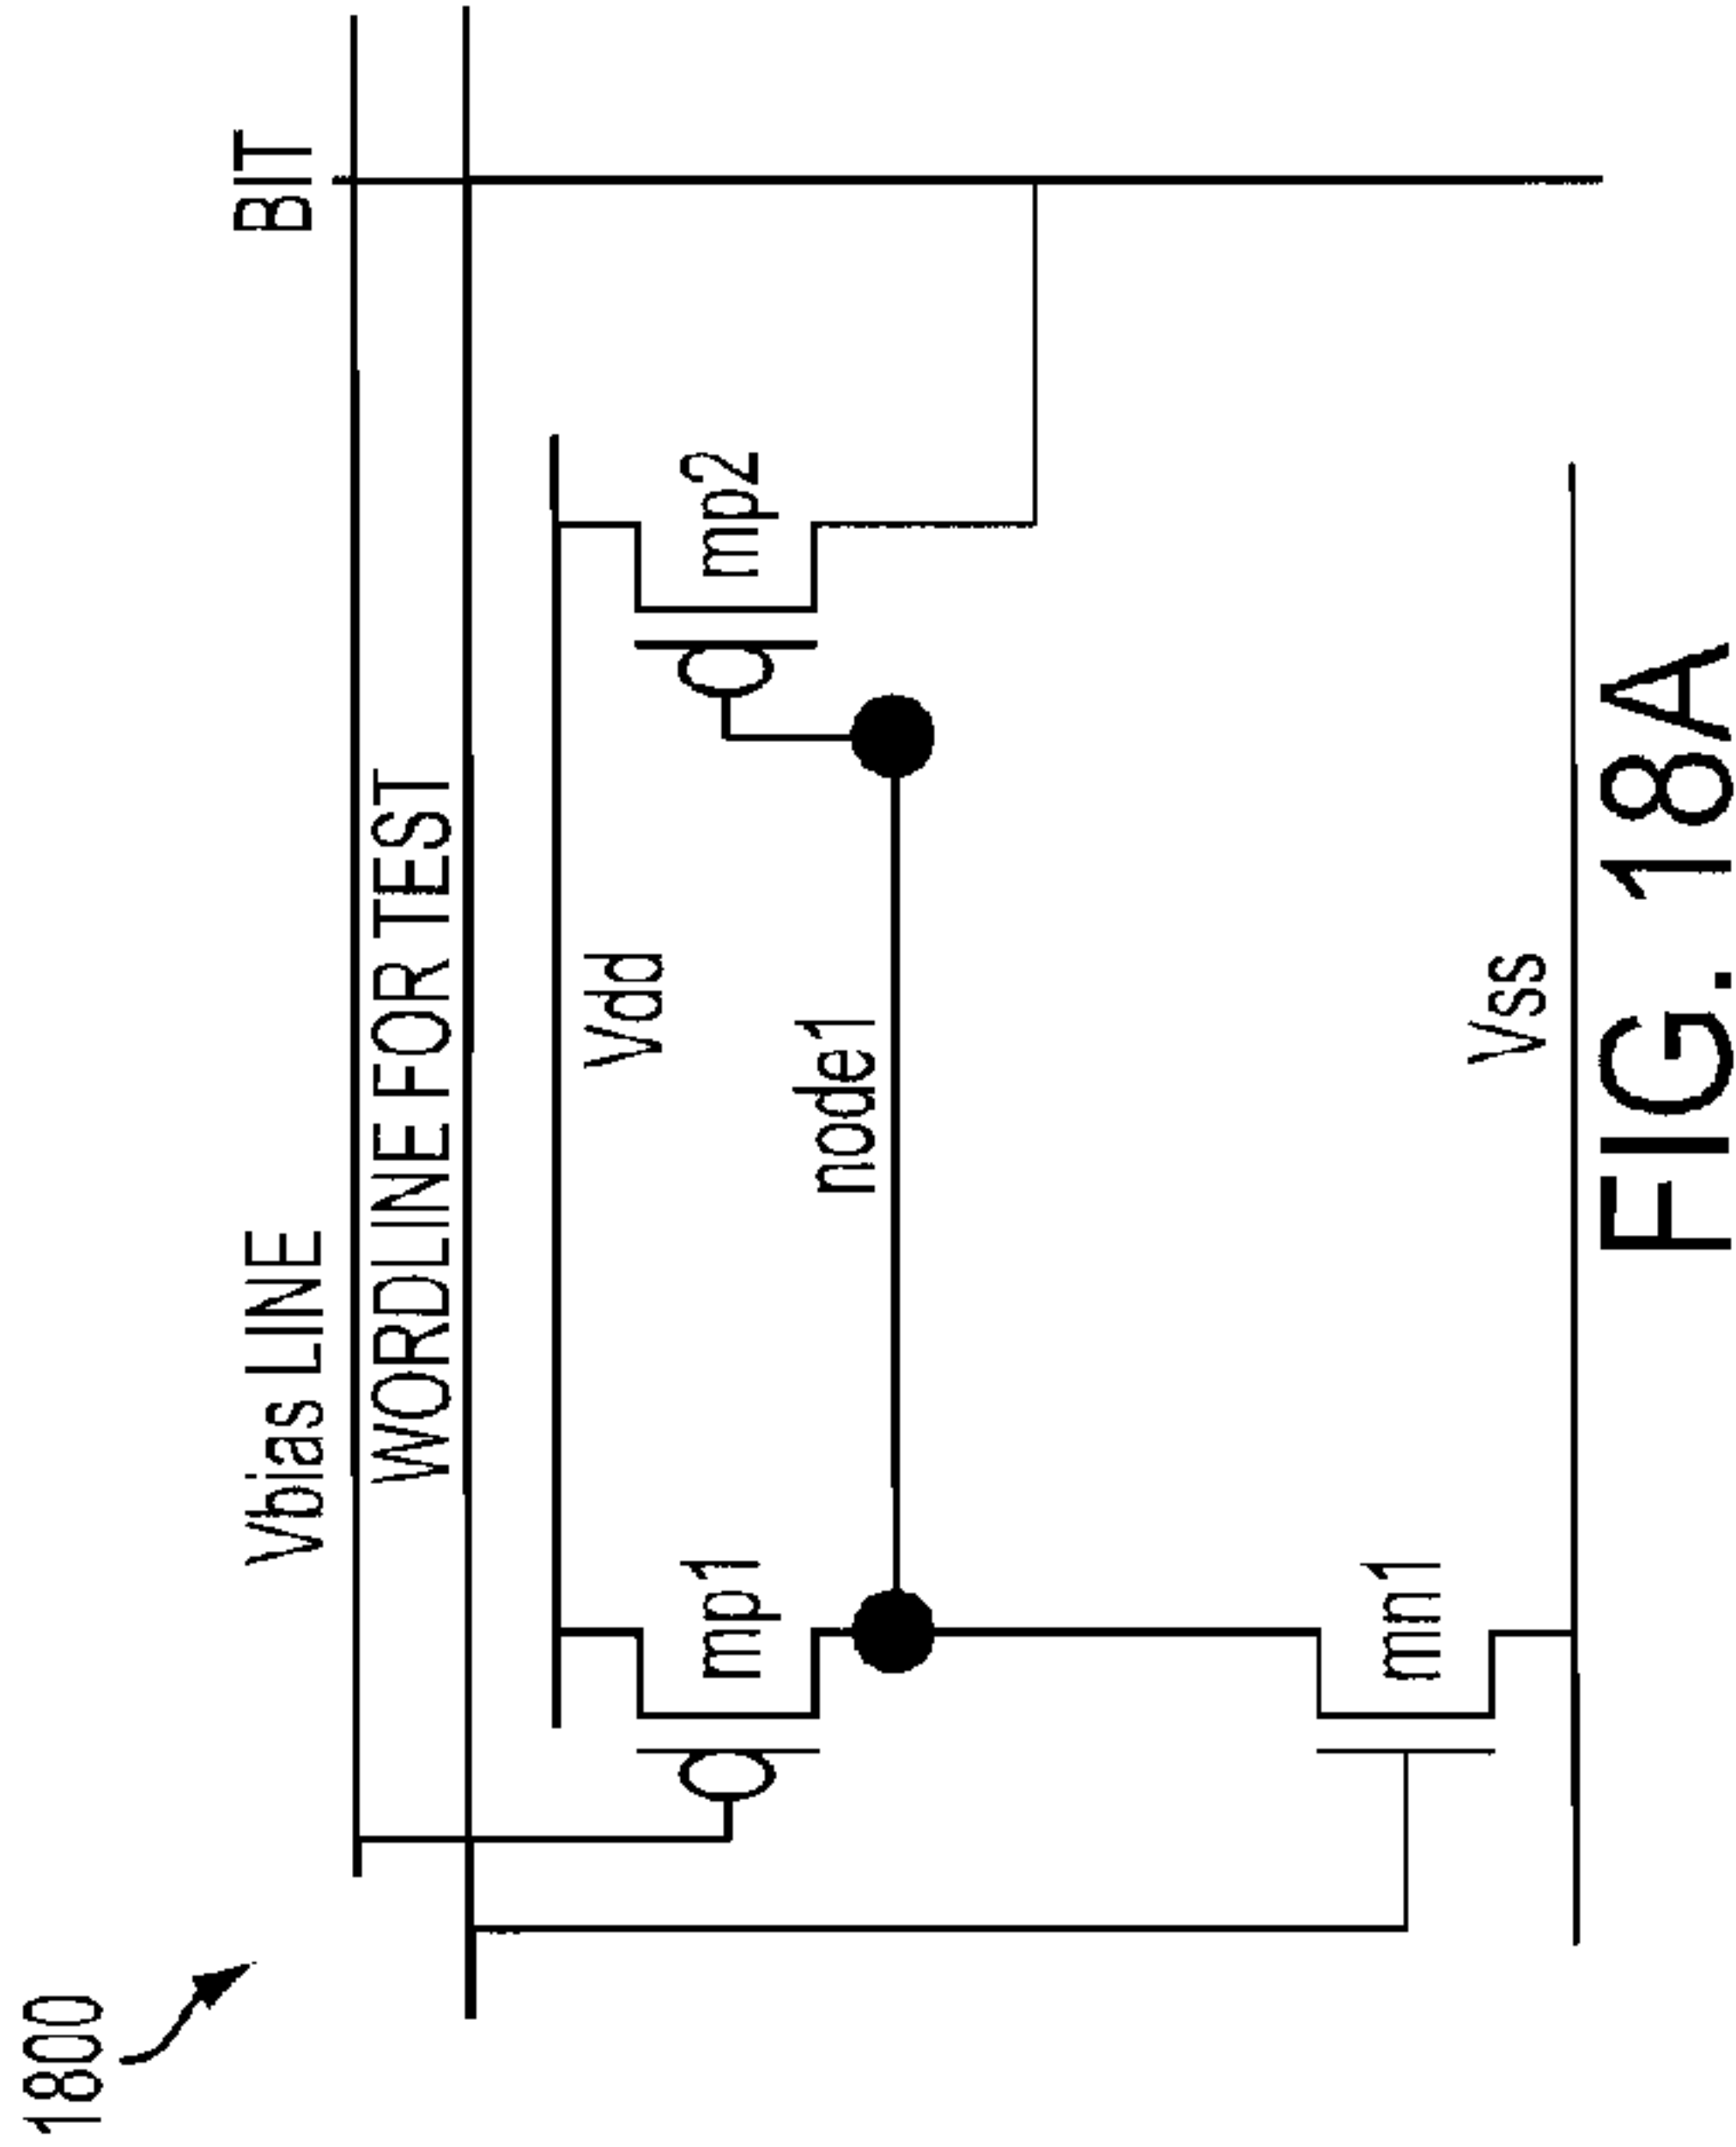 1800
Vbias LINE
BIT
WORDLINE FOR TEST
Vdd
mp1
mp2
node1
mn1
Vss
FIG. 18A